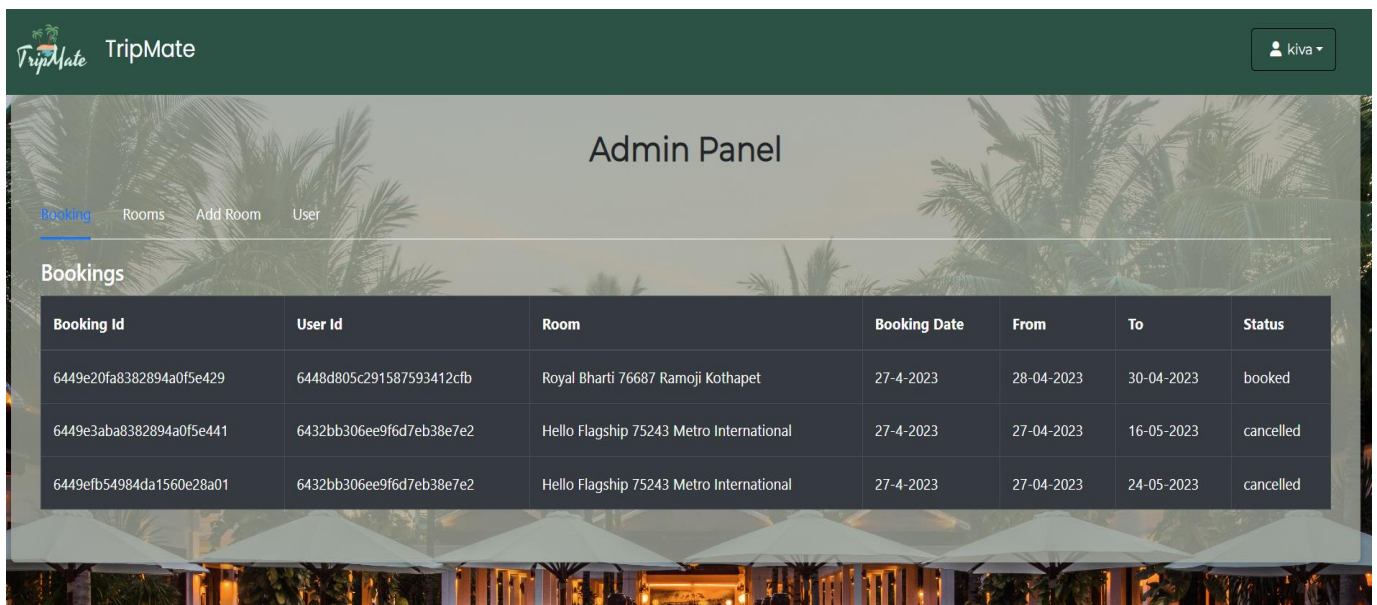 TripMate TripMate kiva
Admin Panel
Booking Rooms Add Room User
Bookings
Booking Id User Id Room Booking Date From To Status
6449e20fa8382894a0f5e429 6448d805c291587593412cfb Royal Bharti 76687 Ramoji Kothapet 27-4-2023 28-04-2023 30-04-2023 booked
6449e3aba8382894a0f5e441 6432bb306ee9f6d7eb38e7e2 Hello Flagship 75243 Metro International 27-4-2023 27-04-2023 16-05-2023 cancelled
6449efb54984da1560e28a01 6432bb306ee9f6d7eb38e7e2 Hello Flagship 75243 Metro International 27-4-2023 27-04-2023 24-05-2023 cancelled